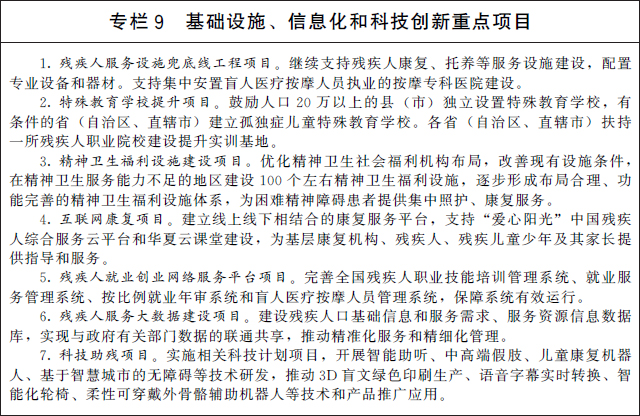 专栏 9　基础设施、信息化和科技创新重点项目
1. 残疾人服务设施兜底线工程项目。继续支持残疾人康复、托养等服务设施建设，配置
专业设备和器材。支持集中安置盲人医疗按摩人员执业的按摩专科医院建设。
2. 特殊教育学校提升项目。鼓励人口 20 万以上的县（市）独立设置特殊教育学校，有
条件的省（自治区、直辖市）建立孤独症儿童特殊教育学校。各省（自治区、直辖市）扶持
一所残疾人职业院校建设提升实训基地。
3. 精神卫生福利设施建设项目。优化精神卫生社会福利机构布局，改善现有设施条件，
在精神卫生服务能力不足的地区建设 100 个左右精神卫生福利设施，逐步形成布局合理、功
能完善的精神卫生福利设施体系，为困难精神障碍患者提供集中照护、康复服务。
4. 互联网康复项目。建立线上线下相结合的康复服务平台，支持“爱心阳光”中国残疾
人综合服务云平台和华夏云课堂建设，为基层康复机构、残疾人、残疾儿童少年及其家长提
供指导和服务。
5. 残疾人就业创业网络服务平台项目。完善全国残疾人职业技能培训管理系统、就业服
务管理系统、按比例就业年审系统和盲人医疗按摩人员管理系统，保障系统有效运行。
6. 残疾人服务大数据建设项目。建设残疾人口基础信息和服务需求、服务资源信息数据
库，实现与政府有关部门数据的联通共享，推动精准化服务和精细化管理。
7. 科技助残项目。实施相关科技计划项目，开展智能助听、中高端假肢、儿童康复机器
人、基于智慧城市的无障碍等技术研发，推动 3D 盲文绿色印刷生产、语音字幕实时转换、智
能化轮椅、柔性可穿戴外骨骼辅助机器人等技术和产品推广应用。